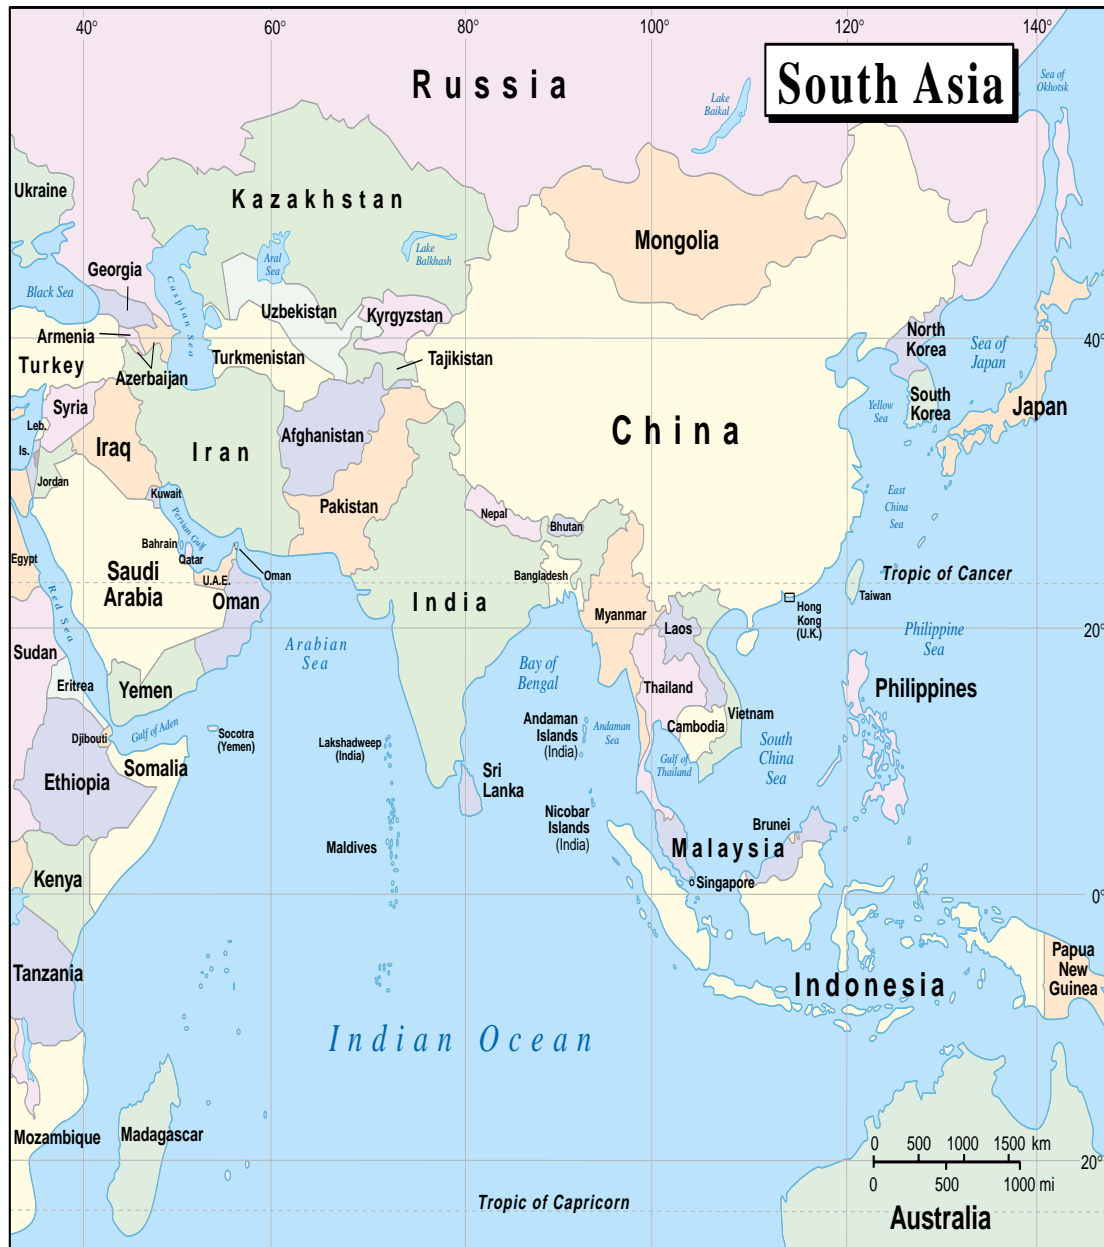 40°
60°
80°
100°
120°
140°
South Asia
Russia
Lake
Baikal
Sea of
Okhotsk
Ukraine
Kazakhstan
Mongolia
Georgia
Aral
Sea
Lake
Balkhash
Black Sea
Caspian Sea
Uzbekistan
Kyrgyzstan
Armenia
Turkey
Azerbaijan
Turkmenistan
Tajikistan
North
Korea
Sea of
Japan
40°
Syria
Leb.
Is.
Iraq
Iran
Afghanistan
China
Yellow
Sea
South
Korea
Japan
Jordan
Kuwait
Persian Gulf
Pakistan
Nepal
Bhutan
East
China
Sea
Egypt
Bahrain
Qatar
U.A.E.
Oman
Saudi
Arabia
Oman
Bangladesh
India
Myanmar
Tropic of Cancer
Taiwan
Hong
Kong
(U.K.)
Red Sea
20°
Sudan
Arabian
Sea
Laos
Philippine
Sea
Eritrea
Yemen
Bay of
Bengal
Thailand
Philippines
Djibouti
Gulf of Aden
Socotra
(Yemen)
Lakshadweep
(India)
Andaman
Islands
(India)
Andaman
Sea
Cambodia
Vietnam
Gulf of
Thailand
South
China
Sea
Somalia
Ethiopia
Sri
Lanka
Nicobar
Islands
(India)
Brunei
Maldives
Malaysia
Kenya
Singapore
0°
Tanzania
Indonesia
Papua
New
Guinea
Indian Ocean
Mozambique
Madagascar
0 500 1000 1500 km
0 500 1000 mi
20°
Tropic of Capricorn
Australia